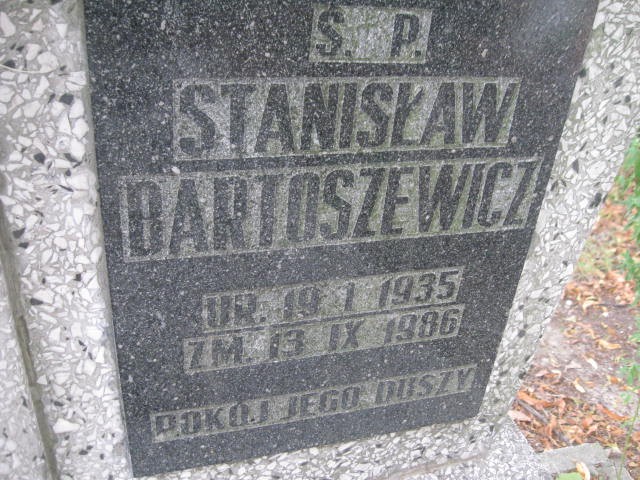 Ś. P.
STANISŁAW
BARTOSZEWICZ
UR. 19 I 1935
ZM. 13 IX 1986
POKÓJ JEGO DUSZY